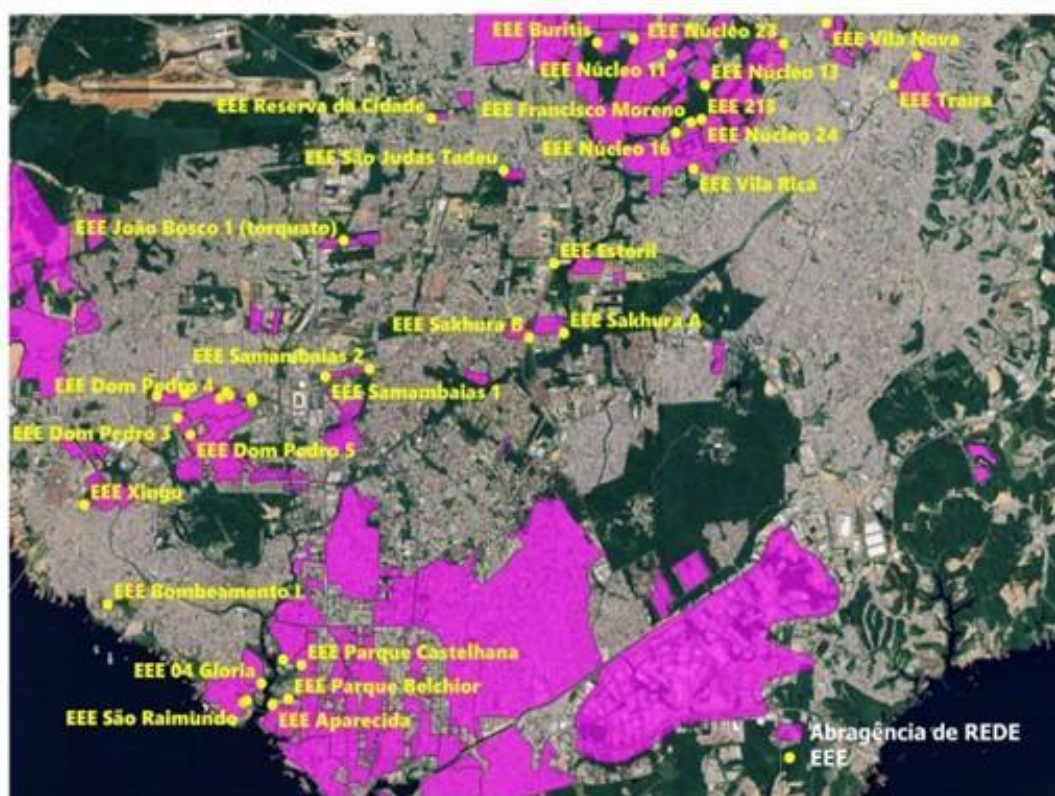 EEE Buritis
EEE Núcleo 23
EEE Vila Nova
EEE Núcleo 11
EEE Núcleo 13
EEE Traira
EEE Reserva da Cidade
EEE Francisco Moreno
EEE 215
EEE Núcleo 16
EEE Núcleo 24
EEE São Judas Tadeu
EEE Vila Rica
EEE João Bosco 1 (torquato)
EEE Estoril
EEE Sakhura B
EEE Sakhura A
EEE Samambaias 2
EEE Dom Pedro 4
EEE Samambaias 1
EEE Dom Pedro 3
EEE Dom Pedro 5
EEE Xingu
EEE Bombeamento I
EEE Parque Castelhana
EEE 04 Gloria
EEE Parque Belchior
EEE São Raimundo
EEE Aparecida
Abragência de REDE
EEE